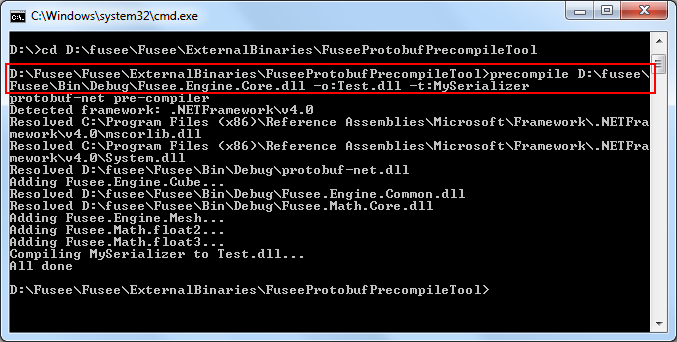 C:\Windows\system32\cmd.exe
D:\>cd D:\fusee\Fusee\ExternalBinaries\FuseeProtobufPrecompileTool
D:\Fusee\Fusee\ExternalBinaries\FuseeProtobufPrecompileTool>precompile D:\fusee\
Fusee\Bin\Debug\Fusee.Engine.Core.dll -o:Test.dll -t:MySerializer
protobuf-net pre-compiler
Detected framework: .NETFramework\v4.0
Resolved C:\Program Files (x86)\Reference Assemblies\Microsoft\Framework\.NETFra
mework\v4.0\mscorlib.dll
Resolved C:\Program Files (x86)\Reference Assemblies\Microsoft\Framework\.NETFra
mework\v4.0\System.dll
Resolved D:\fusee\Fusee\Bin\Debug\protobuf-net.dll
Adding Fusee.Engine.Cube...
Resolved D:\fusee\Fusee\Bin\Debug\Fusee.Engine.Common.dll
Resolved D:\fusee\Fusee\Bin\Debug\Fusee.Math.Core.dll
Adding Fusee.Engine.Mesh...
Adding Fusee.Math.float2...
Adding Fusee.Math.float3...
Compiling MySerializer to Test.dll...
All done
D:\Fusee\Fusee\ExternalBinaries\FuseeProtobufPrecompileTool>